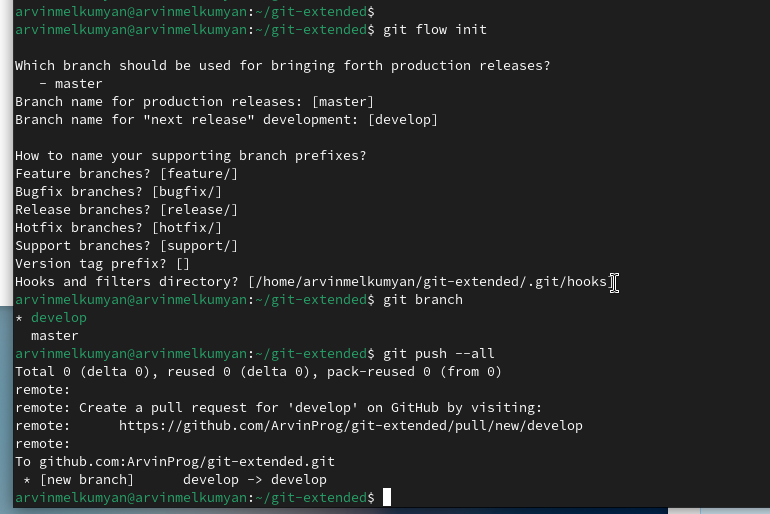 arvinmelkumyan@arvinmelkumyan:~/git-extended$
arvinmelkumyan@arvinmelkumyan:~/git-extended$ git flow init

Which branch should be used for bringing forth production releases?
   - master
Branch name for production releases: [master]
Branch name for "next release" development: [develop]

How to name your supporting branch prefixes?
Feature branches? [feature/]
Bugfix branches? [bugfix/]
Release branches? [release/]
Hotfix branches? [hotfix/]
Support branches? [support/]
Version tag prefix? []
Hooks and filters directory? [/home/arvinmelkumyan/git-extended/.git/hooks]
arvinmelkumyan@arvinmelkumyan:~/git-extended$ git branch
* develop
  master
arvinmelkumyan@arvinmelkumyan:~/git-extended$ git push --all
Total 0 (delta 0), reused 0 (delta 0), pack-reused 0 (from 0)
remote:
remote: Create a pull request for 'develop' on GitHub by visiting:
remote:      https://github.com/ArvinProg/git-extended/pull/new/develop
remote:
To github.com:ArvinProg/git-extended.git
 * [new branch]      develop -> develop
arvinmelkumyan@arvinmelkumyan:~/git-extended$